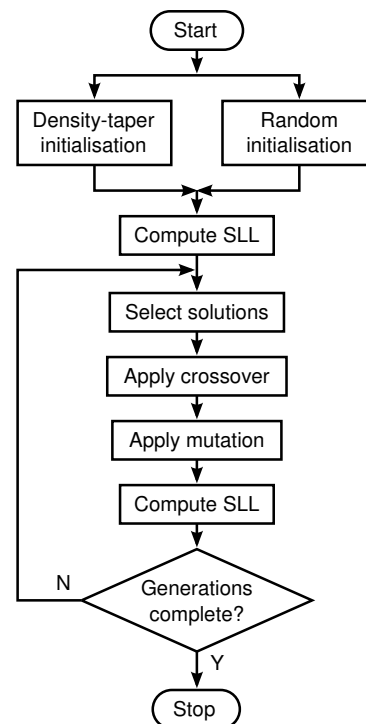 Start
Density-taper
initialisation
Random
initialisation
Compute SLL
Select solutions
Apply crossover
Apply mutation
Compute SLL
Generations
complete?
N
Y
Stop